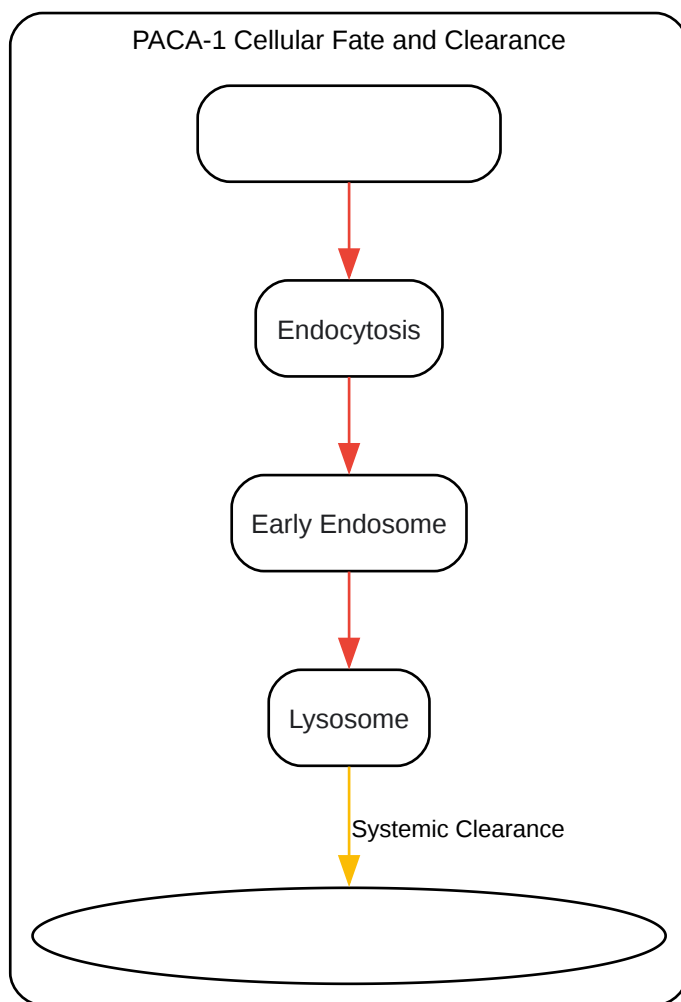 PACA-1 Cellular Fate and Clearance
Endocytosis
Early Endosome
Lysosome
Systemic Clearance